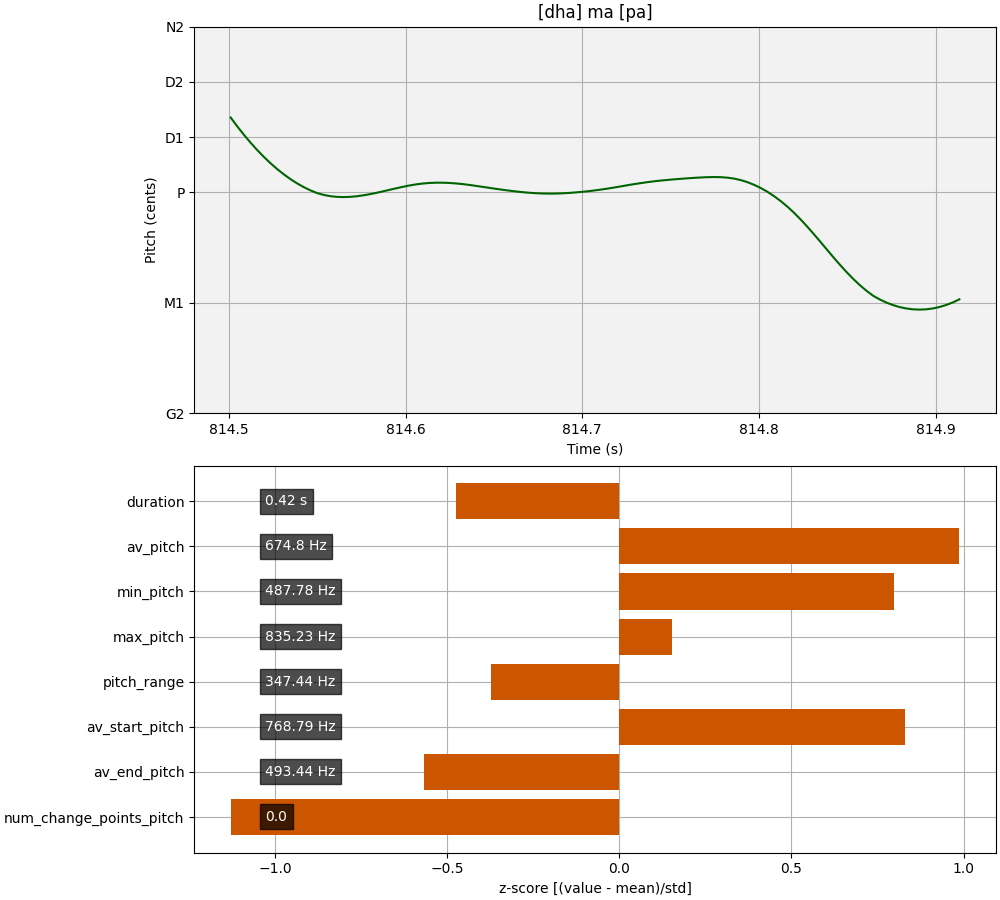 [dha] ma [pa]
N2
D2
D1
P
M1
G2
Pitch (cents)
814.5 814.6 814.7 814.8 814.9
Time (s)
duration 0.42 s
av_pitch 674.8 Hz
min_pitch 487.78 Hz
max_pitch 835.23 Hz
pitch_range 347.44 Hz
av_start_pitch 768.79 Hz
av_end_pitch 493.44 Hz
num_change_points_pitch 0.0
−1.0 −0.5 0.0 0.5 1.0
z-score [(value - mean)/std]